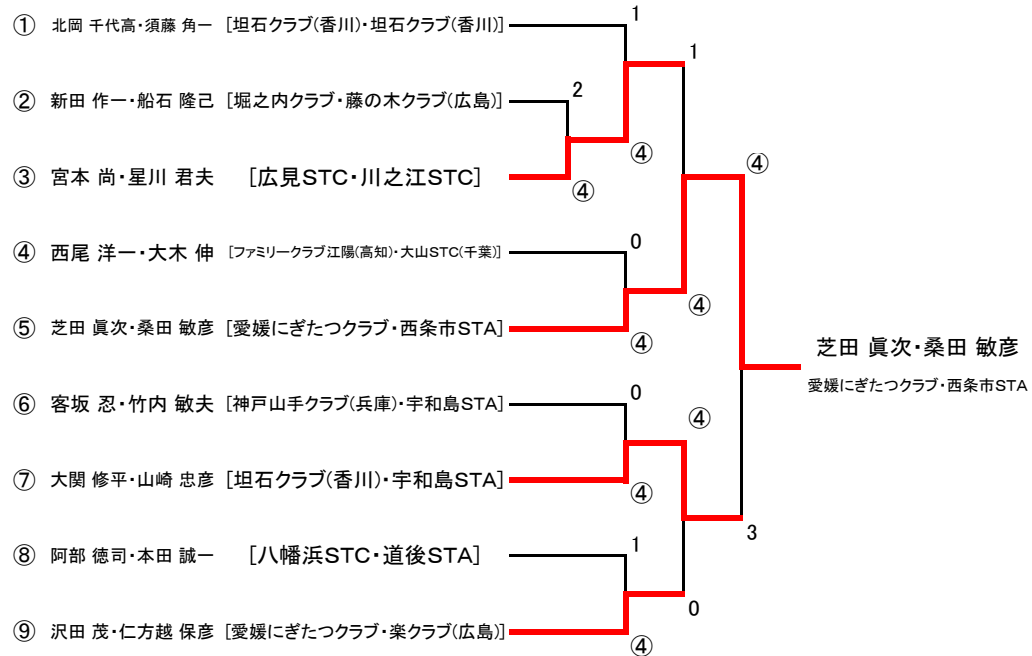 ① 北岡 千代高・須藤 角一 [坦石クラブ(香川)・坦石クラブ(香川)]
1
1
② 新田 作一・船石 隆己 [堀之内クラブ・藤の木クラブ(広島)]
2
④
④
③ 宮本 尚・星川 君夫 [広見STC・川之江STC]
④
④ 西尾 洋一・大木 伸 [ファミリークラブ江陽(高知)・大山STC(千葉)]
0
④
⑤ 芝田 眞次・桑田 敏彦 [愛媛にぎたつクラブ・西条市STA]
④
芝田 眞次・桑田 敏彦
愛媛にぎたつクラブ・西条市STA
⑥ 客坂 忍・竹内 敏夫 [神戸山手クラブ(兵庫)・宇和島STA]
0
④
⑦ 大関 修平・山崎 忠彦 [坦石クラブ(香川)・宇和島STA]
④
3
⑧ 阿部 徳司・本田 誠一 [八幡浜STC・道後STA]
1
0
⑨ 沢田 茂・仁方越 保彦 [愛媛にぎたつクラブ・楽クラブ(広島)]
④